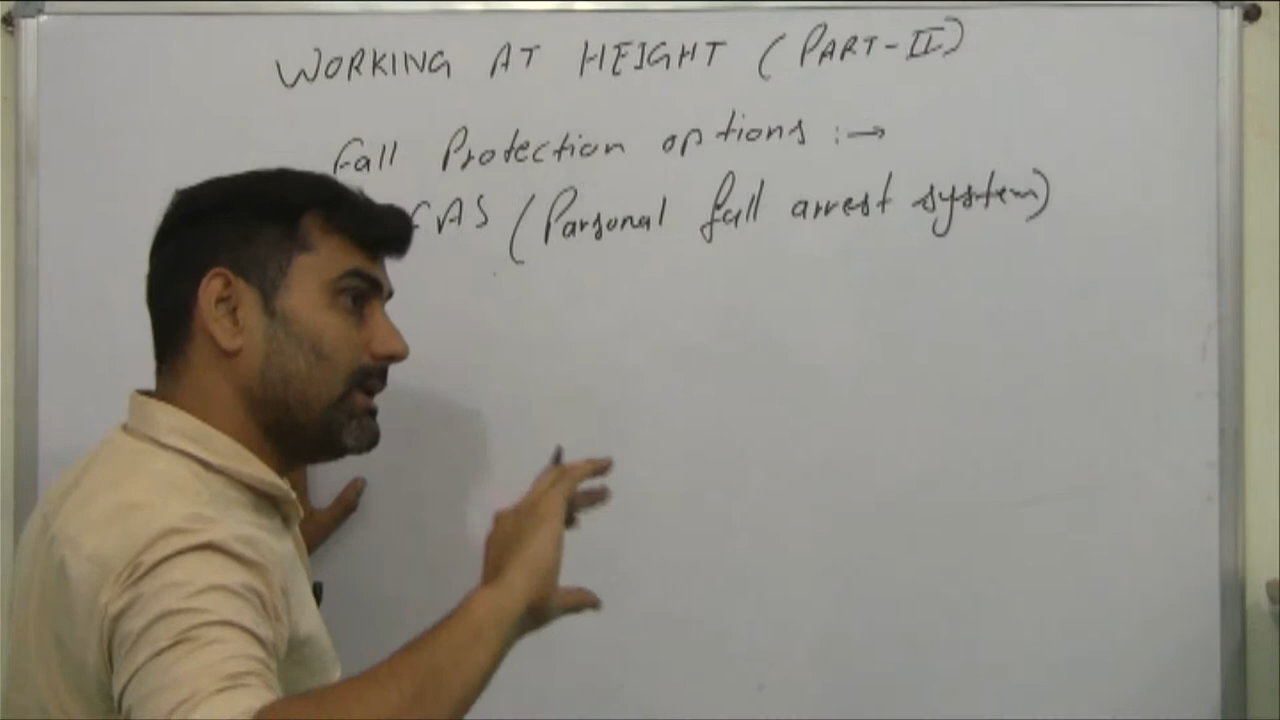 WORKING AT HEIGHT (PART-II)
Fall Protection options :→
FAS (Parsonal fall arrest system)